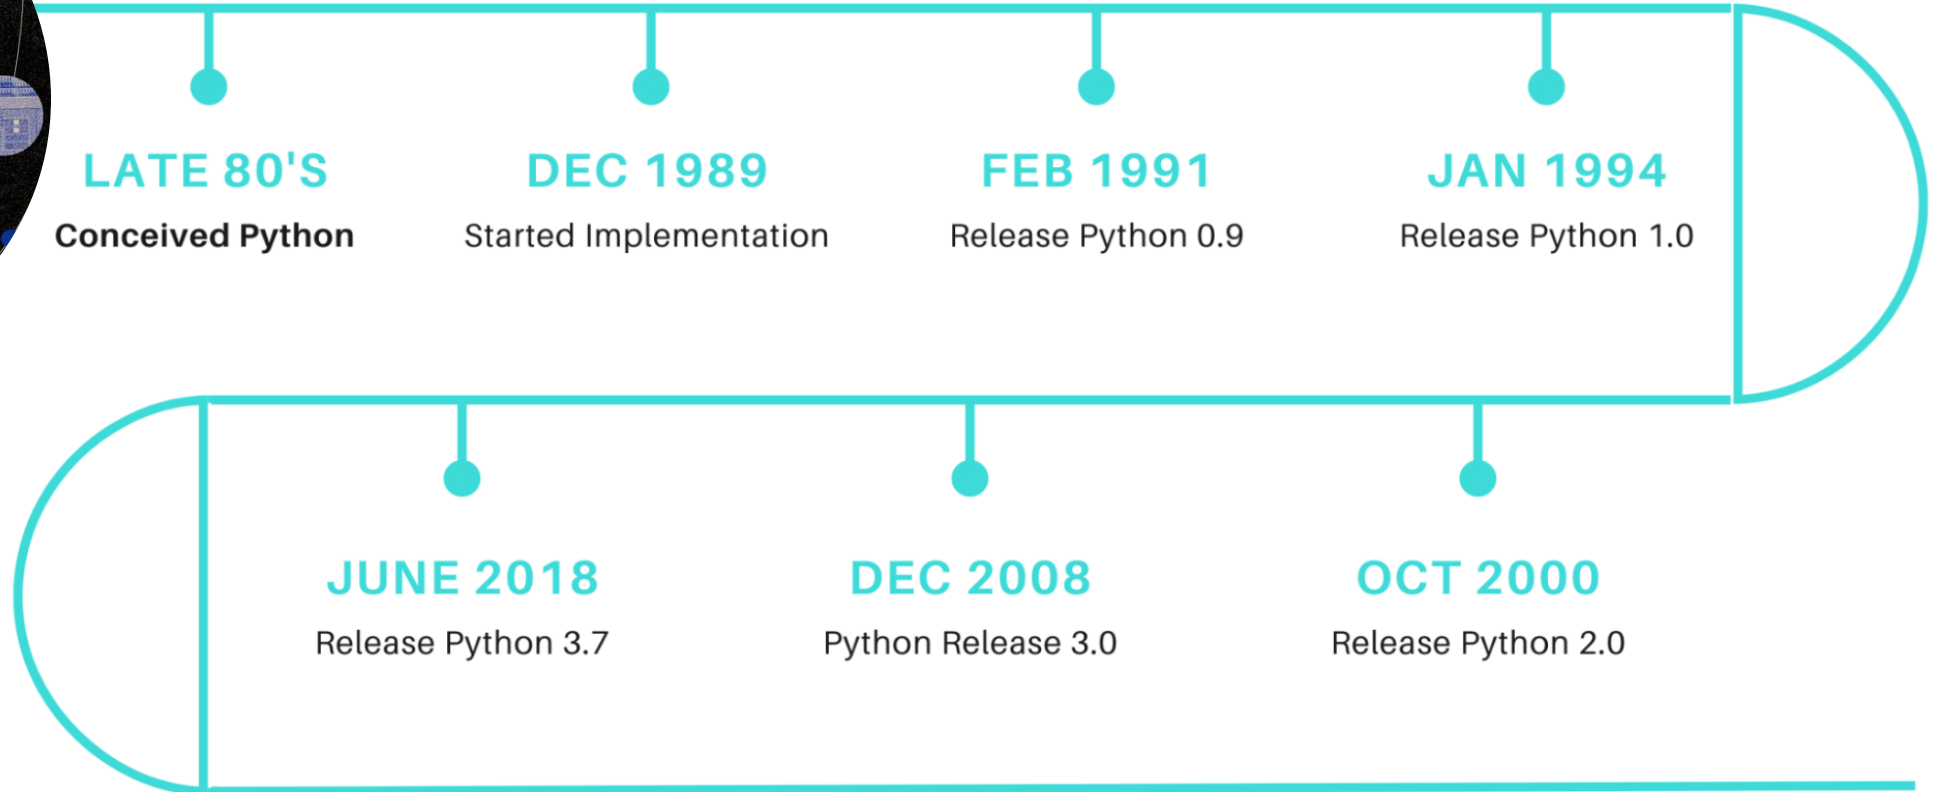 LATE 80'S
Conceived Python
DEC 1989
Started Implementation
FEB 1991
Release Python 0.9
JAN 1994
Release Python 1.0
JUNE 2018
Release Python 3.7
DEC 2008
Python Release 3.0
OCT 2000
Release Python 2.0